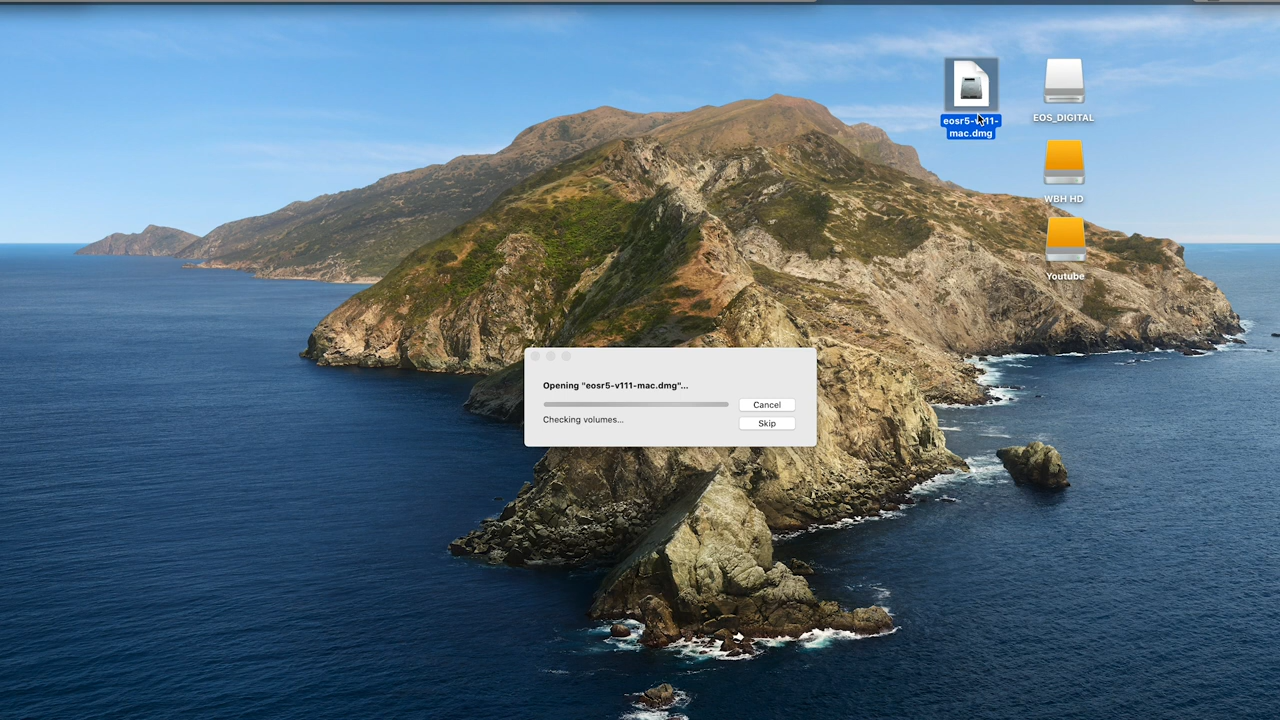 eosr5-v111-
mac.dmg
EOS_DIGITAL
WBH HD
Youtube
Opening "eosr5-v111-mac.dmg"...
Cancel
Checking volumes...
Skip